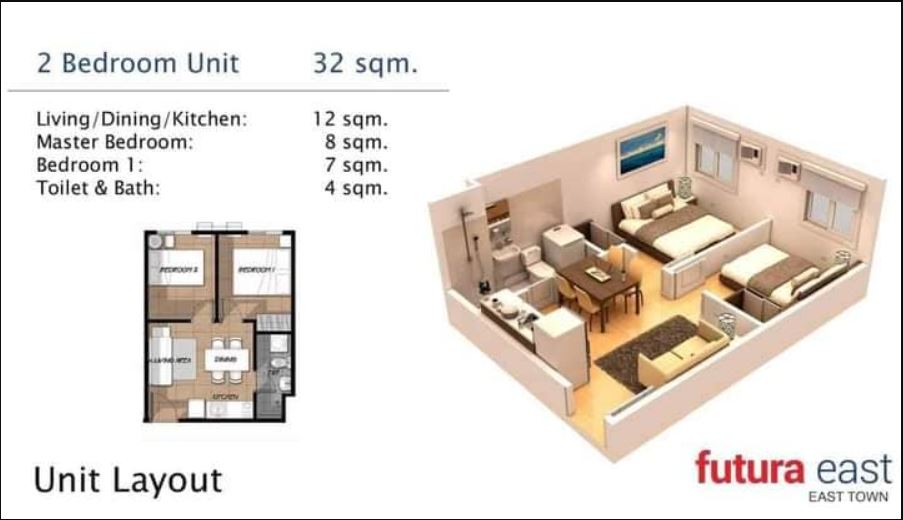 2 Bedroom Unit 32 sqm.
Living/Dining/Kitchen: 12 sqm.
Master Bedroom: 8 sqm.
Bedroom 1: 7 sqm.
Toilet & Bath: 4 sqm.
BEDROOM 2 BEDROOM 1
LIVING AREA DINING
T&B
KITCHEN
Unit Layout
futura east
EAST TOWN